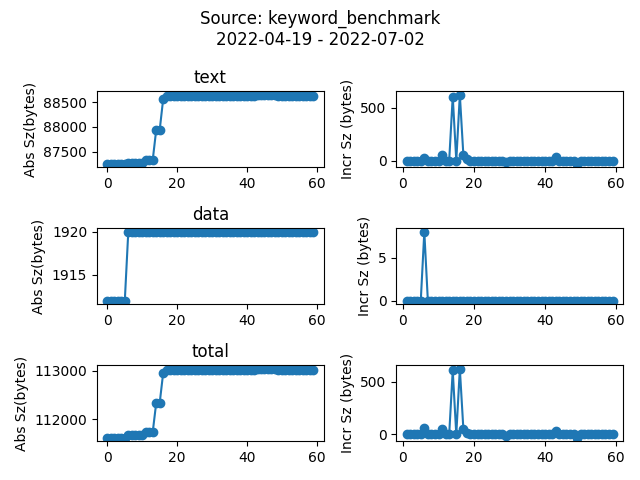 Source: keyword_benchmark
2022-04-19 - 2022-07-02
text
Abs Sz(bytes)
88500
88000
87500
0 20 40 60
Incr Sz (bytes)
500
0
0 20 40 60
data
Abs Sz(bytes)
1920
1915
0 20 40 60
Incr Sz (bytes)
5
0
0 20 40 60
total
Abs Sz(bytes)
113000
112000
0 20 40 60
Incr Sz (bytes)
500
0
0 20 40 60